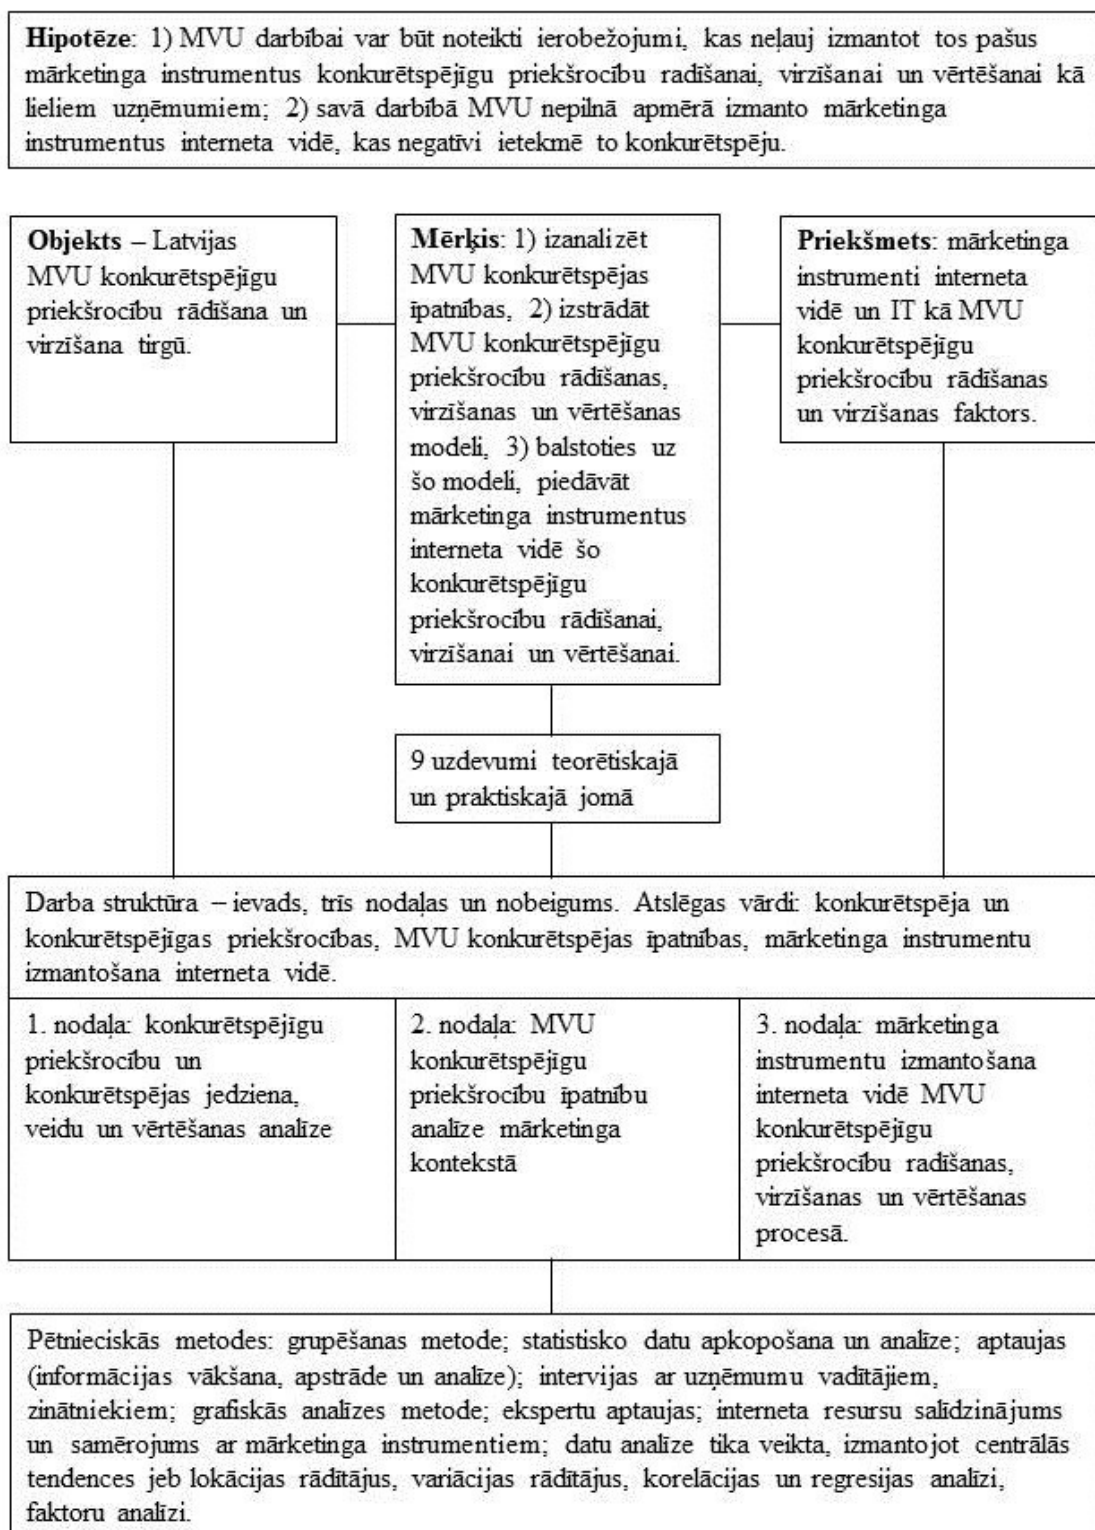 Hipotēze: 1) MVU darbībai var būt noteikti ierobežojumi, kas neļauj izmantot tos pašus
mārketinga instrumentus konkurētspējīgu priekšrocību radīšanai, virzīšanai un vērtēšanai kā
lieliem uzņēmumiem; 2) savā darbībā MVU nepilnā apmērā izmanto mārketinga
instrumentus interneta vidē, kas negatīvi ietekmē to konkurētspēju.
Objekts – Latvijas
MVU konkurētspējīgu
priekšrocību rādīšana un
virzīšana tirgū.
Mērķis: 1) izanalizēt
MVU konkurētspējas
īpatnības, 2) izstrādāt
MVU konkurētspējīgu
priekšrocību rādīšanas,
virzīšanas un vērtēšanas
modeli, 3) balstoties uz
šo modeli, piedāvāt
mārketinga instrumentus
interneta vidē šo
konkurētspējīgu
priekšrocību rādīšanai,
virzīšanai un vērtēšanai.
Priekšmets: mārketinga
instrumenti interneta
vidē un IT kā MVU
konkurētspējīgu
priekšrocību rādīšanas
un virzīšanas faktors.
9 uzdevumi teorētiskajā
un praktiskajā jomā
Darba struktūra – ievads, trīs nodaļas un nobeigums. Atslēgas vārdi: konkurētspēja un
konkurētspējīgas priekšrocības, MVU konkurētspējas īpatnības, mārketinga instrumentu
izmantošana interneta vidē.
1. nodaļa: konkurētspējīgu
priekšrocību un
konkurētspējas jedziena,
veidu un vērtēšanas analīze
2. nodaļa: MVU
konkurētspējīgu
priekšrocību īpatnību
analīze mārketinga
kontekstā
3. nodaļa: mārketinga
instrumentu izmantošana
interneta vidē MVU
konkurētspējīgu
priekšrocību radīšanas,
virzīšanas un vērtēšanas
procesā.
Pētnieciskās metodes: grupēšanas metode; statistisko datu apkopošana un analīze; aptaujas
(informācijas vākšana, apstrāde un analīze); intervijas ar uzņēmumu vadītājiem,
zinātniekiem; grafiskās analīzes metode; ekspertu aptaujas; interneta resursu salīdzinājums
un samērojums ar mārketinga instrumentiem; datu analīze tika veikta, izmantojot centrālās
tendences jeb lokācijas rādītājus, variācijas rādītājus, korelācijas un regresijas analīzi,
faktoru analīzi.